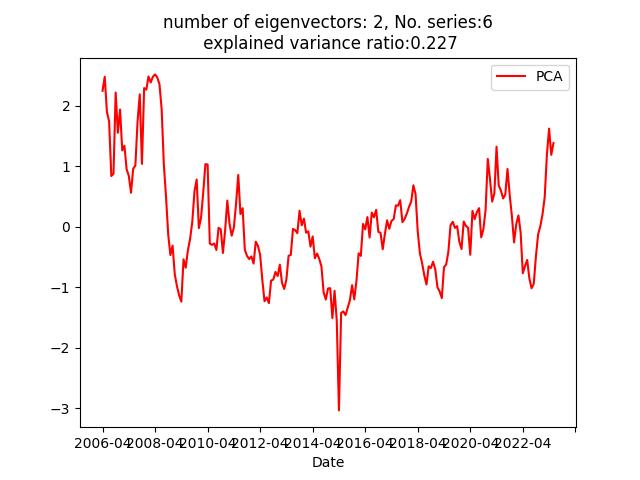 number of eigenvectors: 2, No. series:6
explained variance ratio:0.227
PCA
2
1
0
−1
−2
−3
2006-04 2008-04 2010-04 2012-04 2014-04 2016-04 2018-04 2020-04 2022-04
Date